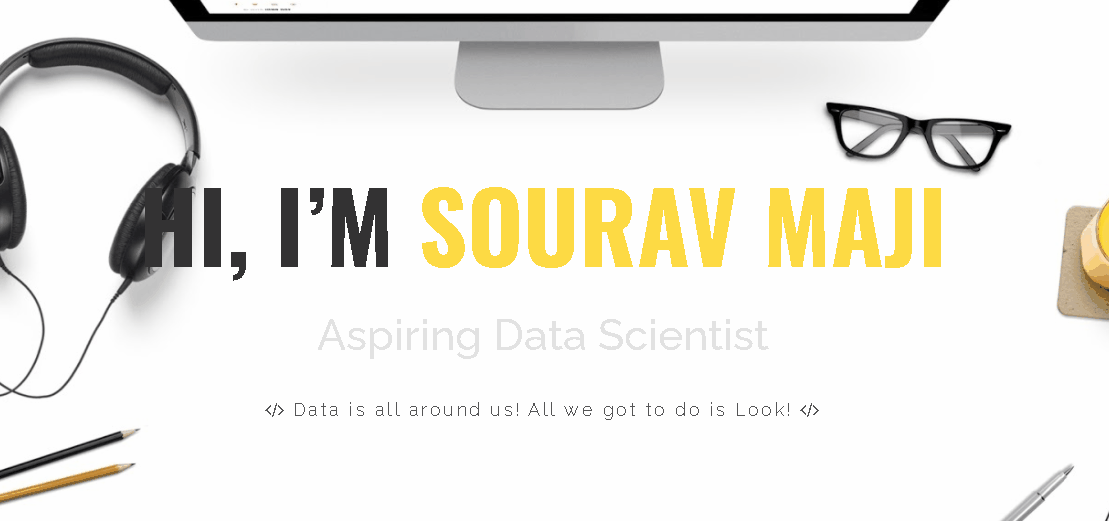 HI, I’M SOURAV MAJI
Aspiring Data Scientist
</> Data is all around us! All we got to do is Look! </>